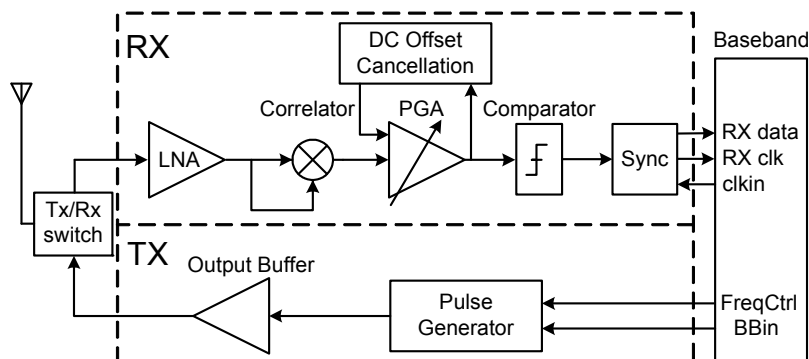 RX
DC Offset
Cancellation
Baseband
Correlator
PGA
Comparator
LNA
Sync
RX data
RX clk
clkin
Tx/Rx
switch
TX
Output Buffer
Pulse
Generator
FreqCtrl
BBin